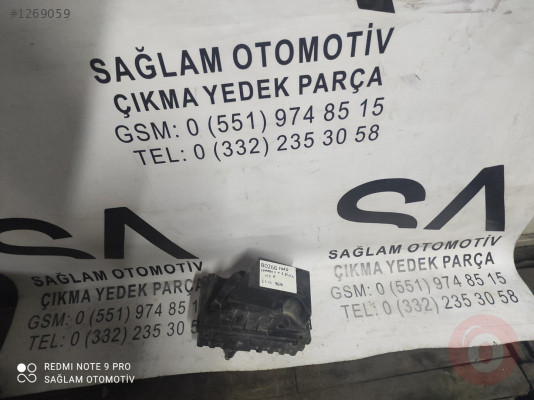 #1269059
SAĞLAM OTOMOTİV
ÇIKMA YEDEK PARÇA
GSM: 0 (551) 974 85 15
TEL: 0 (332) 235 30 58
SA
SAĞLAM OTOMOTİV
ÇIKMA YEDEK PARÇA
GSM: 0 (551) 974 85 15
TEL: 0 (332) 235 30 58
SAĞLAM OTOMOTİV
ÇIKMA YEDEK PARÇA
0 (551) 974 85 15
0 (332) 235 30 58
REDMI NOTE 9 PRO
SAĞLAM OTOMOTİV